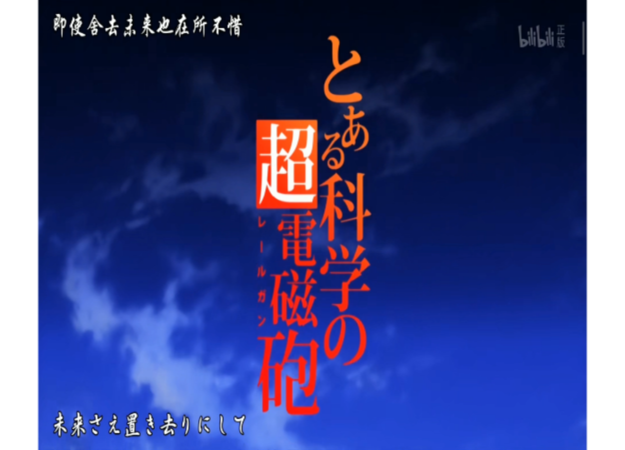 即使舍去未来也在所不惜
bilibili 正版
とある科学の
超電磁砲
レールガン
未来さえ置き去りにして